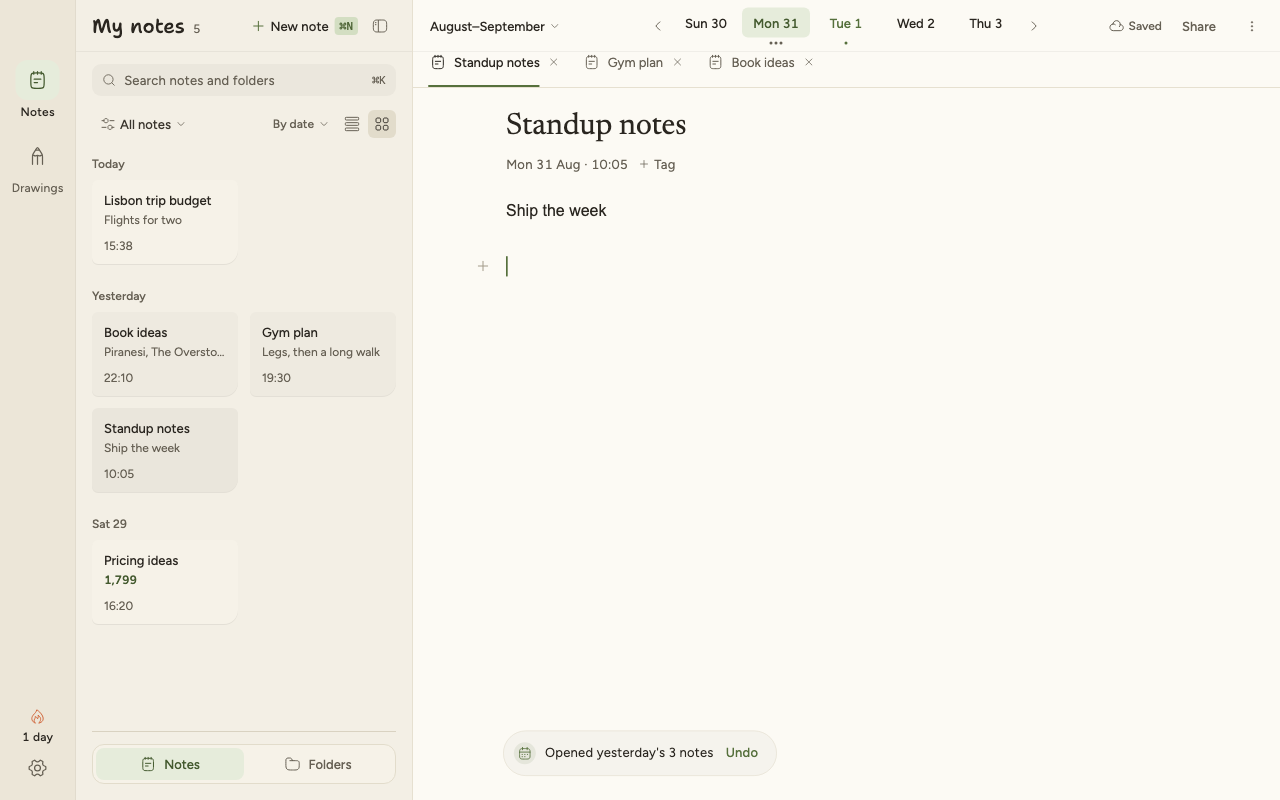 My notes 5
New note ⌘N
Notes
Drawings
1 day
Search notes and folders ⌘K
All notes
By date
Today
Lisbon trip budget
Flights for two
15:38
Yesterday
Book ideas
Piranesi, The Oversto…
22:10
Gym plan
Legs, then a long walk
19:30
Standup notes
Ship the week
10:05
Sat 29
Pricing ideas
1,799
16:20
Notes
Folders
August–September
Sun 30
Mon 31
Tue 1
Wed 2
Thu 3
Saved
Share
Standup notes
Gym plan
Book ideas
Standup notes
Mon 31 Aug · 10:05 + Tag
Ship the week
Opened yesterday's 3 notes Undo